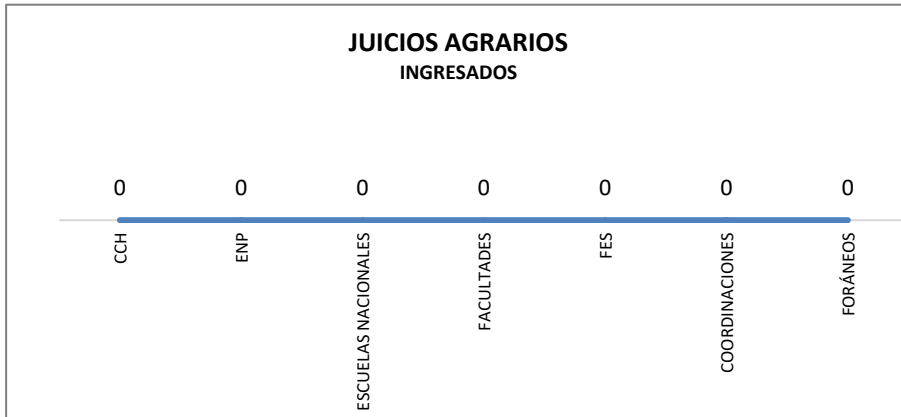 JUICIOS AGRARIOS
INGRESADOS
0 0 0 0 0 0 0
CCH
ENP
ESCUELAS NACIONALES
FACULTADES
FES
COORDINACIONES
FORÁNEOS